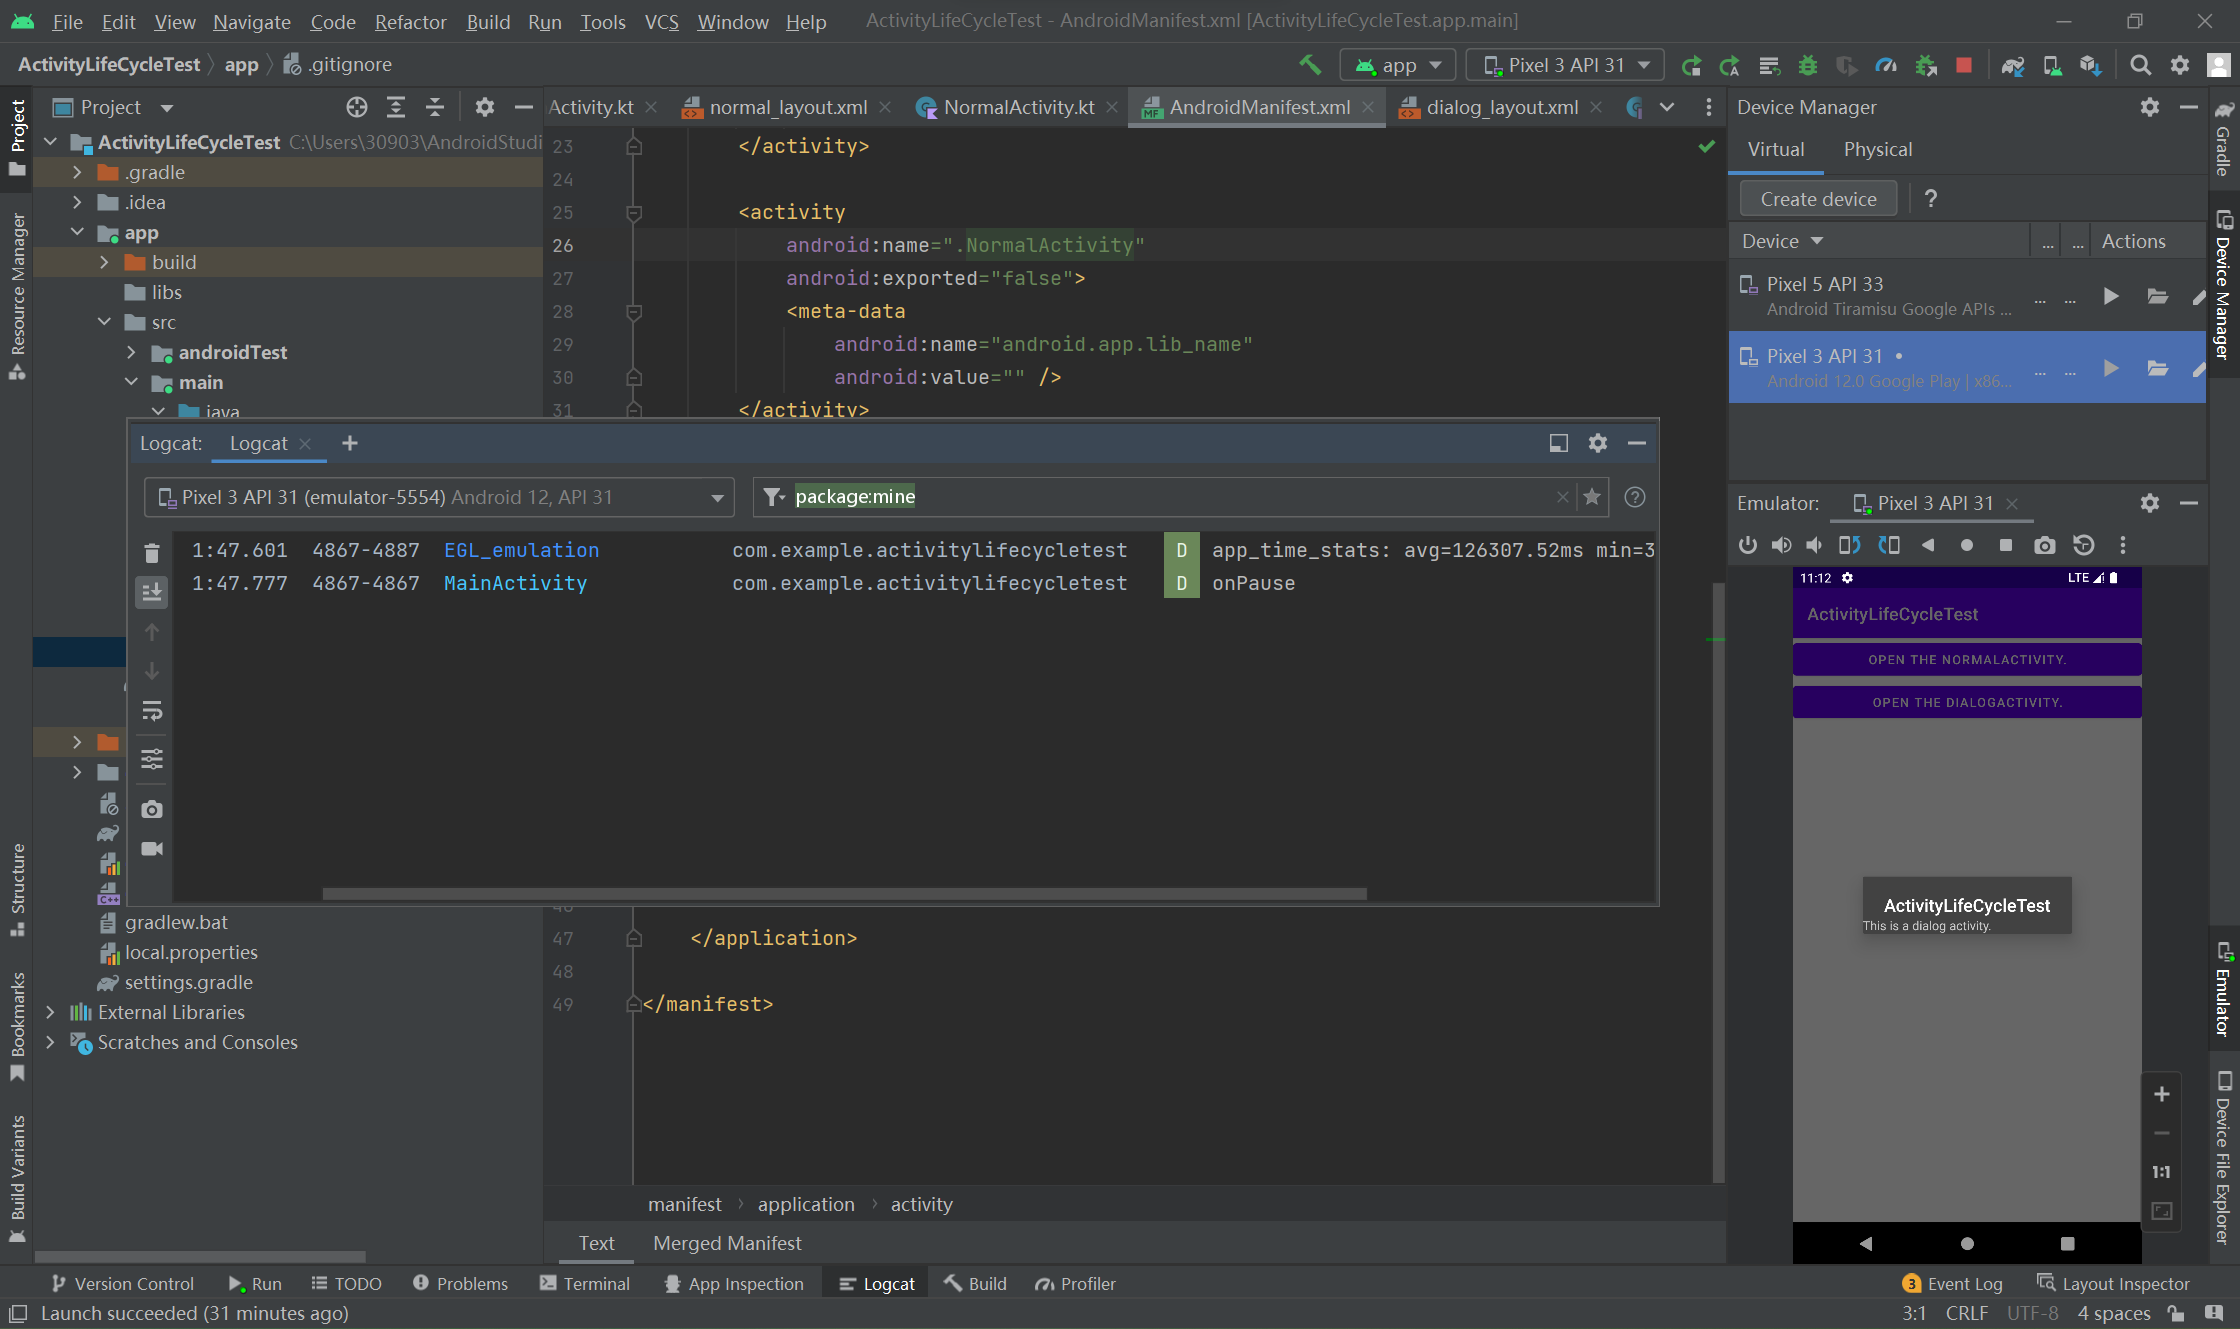 File Edit View Navigate Code Refactor Build Run Tools VCS Window Help ActivityLifeCycleTest - AndroidManifest.xml [ActivityLifeCycleTest.app.main]
ActivityLifeCycleTest app .gitignore app Pixel 3 API 31
Project
Activity.kt normal_layout.xml NormalActivity.kt AndroidManifest.xml dialog_layout.xml
Device Manager
Project
Resource Manager
Structure
Bookmarks
Build Variants
ActivityLifeCycleTest C:\Users\30903\AndroidStudi
.gradle
.idea
app
build
libs
src
androidTest
main
java
gradlew.bat
local.properties
settings.gradle
External Libraries
Scratches and Consoles
23 </activity>
24
25 <activity
26 android:name=".NormalActivity"
27 android:exported="false">
28 <meta-data
29 android:name="android.app.lib_name"
30 android:value="" />
31 </activity>
Logcat: Logcat
Pixel 3 API 31 (emulator-5554) Android 12, API 31
package:mine
1:47.601 4867-4887 EGL_emulation com.example.activitylifecycletest D app_time_stats: avg=126307.52ms min=3
1:47.777 4867-4867 MainActivity com.example.activitylifecycletest D onPause
47 </application>
48
49 </manifest>
manifest application activity
Text Merged Manifest
Virtual Physical
Create device ?
Device ... ... Actions
Pixel 5 API 33
Android Tiramisu Google APIs ...
... ...
Pixel 3 API 31 •
Android 12.0 Google Play | x86...
... ...
Emulator: Pixel 3 API 31
11:12 LTE
ActivityLifeCycleTest
OPEN THE NORMALACTIVITY.
OPEN THE DIALOGACTIVITY.
ActivityLifeCycleTest
This is a dialog activity.
1:1
Gradle
Device Manager
Emulator
Device File Explorer
Version Control Run TODO Problems Terminal App Inspection Logcat Build Profiler 3 Event Log Layout Inspector
Launch succeeded (31 minutes ago) 3:1 CRLF UTF-8 4 spaces